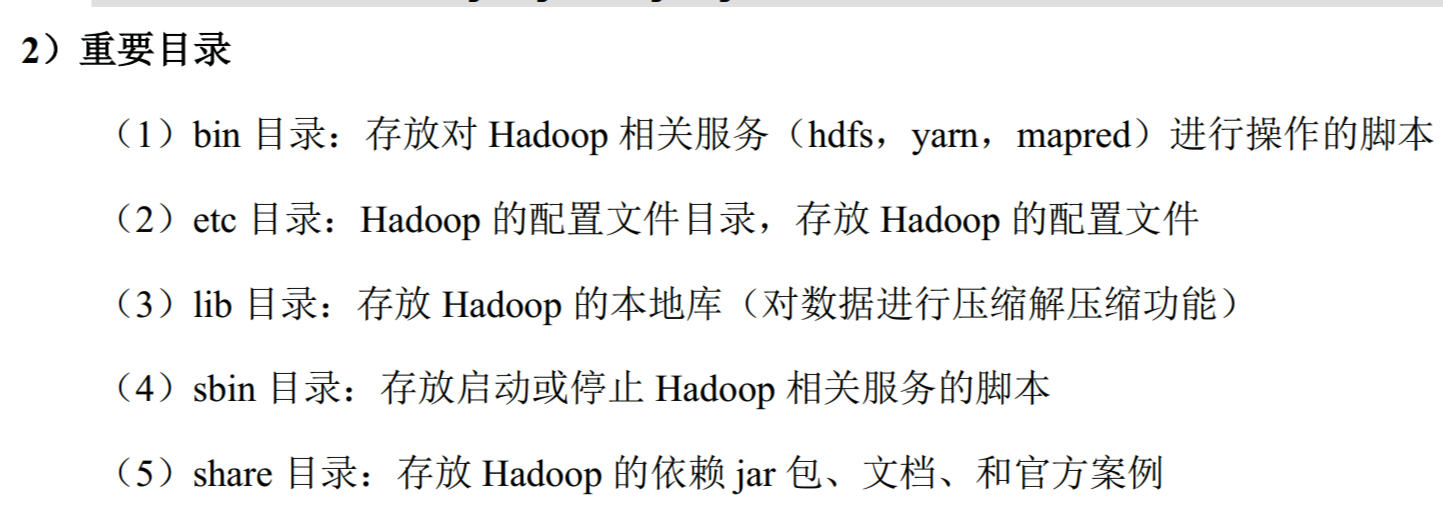 2）重要目录
（1）bin 目录：存放对 Hadoop 相关服务（hdfs，yarn，mapred）进行操作的脚本
（2）etc 目录：Hadoop 的配置文件目录，存放 Hadoop 的配置文件
（3）lib 目录：存放 Hadoop 的本地库（对数据进行压缩解压缩功能）
（4）sbin 目录：存放启动或停止 Hadoop 相关服务的脚本
（5）share 目录：存放 Hadoop 的依赖 jar 包、文档、和官方案例